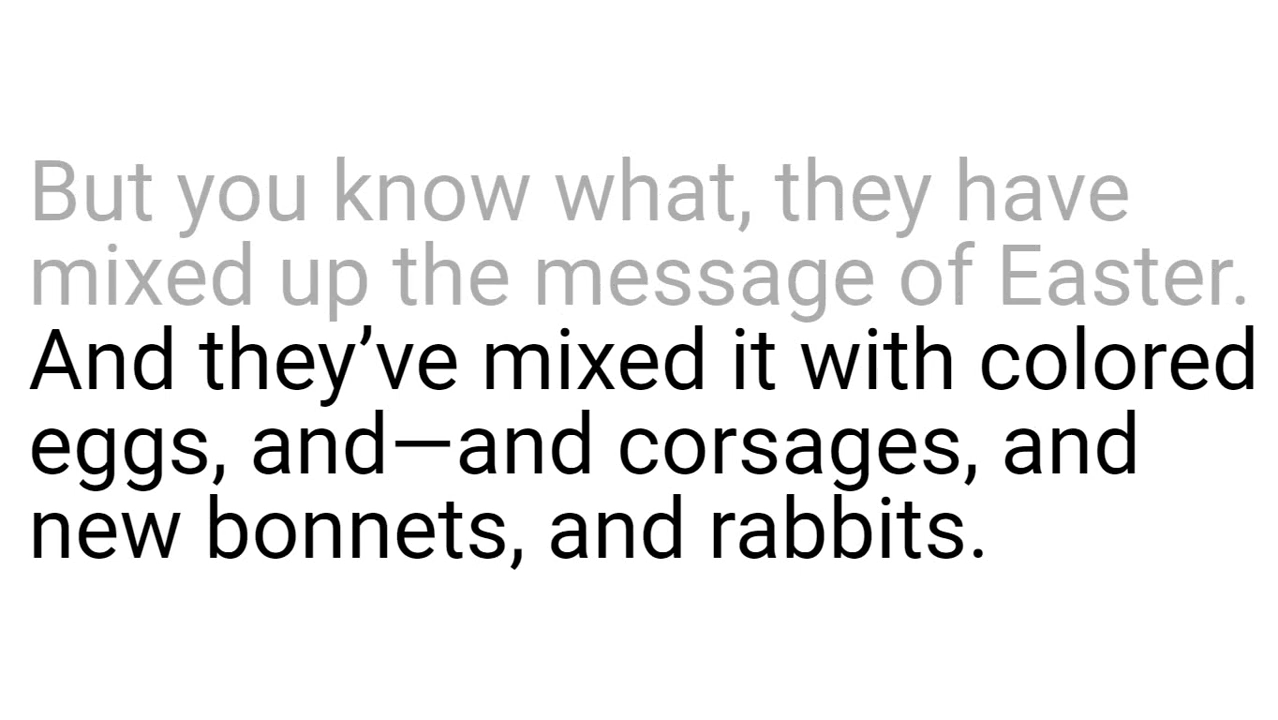 But you know what, they have
mixed up the message of Easter.
And they’ve mixed it with colored
eggs, and—and corsages, and
new bonnets, and rabbits.